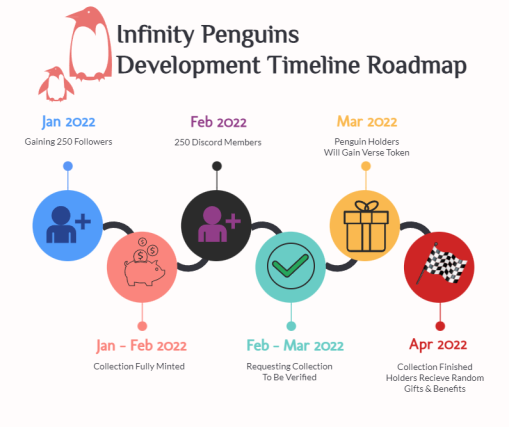 Infinity Penguins
Development Timeline Roadmap
Jan 2022
Gaining 250 Followers
Feb 2022
250 Discord Members
Mar 2022
Penguin Holders
Will Gain Verse Token
Jan - Feb 2022
Collection Fully Minted
Feb - Mar 2022
Requesting Collection
To Be Verified
Apr 2022
Collection Finished
Holders Recieve Random
Gifts & Benefits